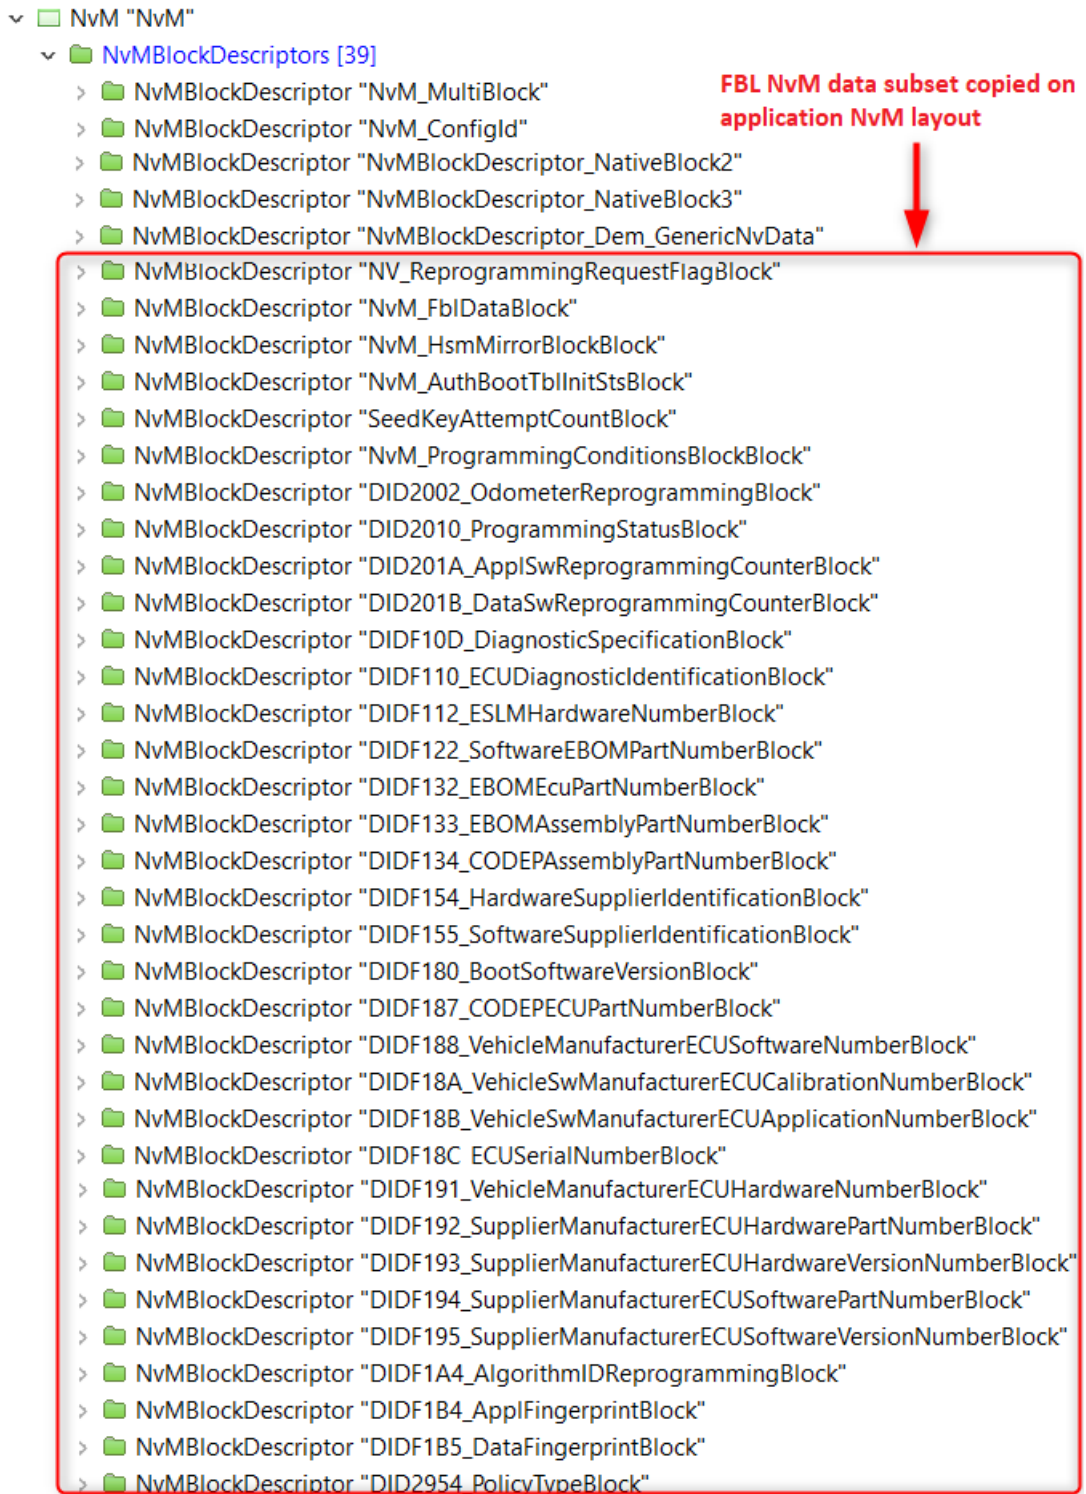 NvM "NvM"
NvMBlockDescriptors [39]
FBL NvM data subset copied on
application NvM layout
NvMBlockDescriptor "NvM_MultiBlock"
NvMBlockDescriptor "NvM_ConfigId"
NvMBlockDescriptor "NvMBlockDescriptor_NativeBlock2"
NvMBlockDescriptor "NvMBlockDescriptor_NativeBlock3"
NvMBlockDescriptor "NvMBlockDescriptor_Dem_GenericNvData"
NvMBlockDescriptor "NV_ReprogrammingRequestFlagBlock"
NvMBlockDescriptor "NvM_FblDataBlock"
NvMBlockDescriptor "NvM_HsmMirrorBlockBlock"
NvMBlockDescriptor "NvM_AuthBootTblInitStsBlock"
NvMBlockDescriptor "SeedKeyAttemptCountBlock"
NvMBlockDescriptor "NvM_ProgrammingConditionsBlockBlock"
NvMBlockDescriptor "DID2002_OdometerReprogrammingBlock"
NvMBlockDescriptor "DID2010_ProgrammingStatusBlock"
NvMBlockDescriptor "DID201A_ApplSwReprogrammingCounterBlock"
NvMBlockDescriptor "DID201B_DataSwReprogrammingCounterBlock"
NvMBlockDescriptor "DIDF10D_DiagnosticSpecificationBlock"
NvMBlockDescriptor "DIDF110_ECUDiagnosticIdentificationBlock"
NvMBlockDescriptor "DIDF112_ESLMHardwareNumberBlock"
NvMBlockDescriptor "DIDF122_SoftwareEBOMPartNumberBlock"
NvMBlockDescriptor "DIDF132_EBOMEcuPartNumberBlock"
NvMBlockDescriptor "DIDF133_EBOMAssemblyPartNumberBlock"
NvMBlockDescriptor "DIDF134_CODEPAssemblyPartNumberBlock"
NvMBlockDescriptor "DIDF154_HardwareSupplierIdentificationBlock"
NvMBlockDescriptor "DIDF155_SoftwareSupplierIdentificationBlock"
NvMBlockDescriptor "DIDF180_BootSoftwareVersionBlock"
NvMBlockDescriptor "DIDF187_CODEPECUPartNumberBlock"
NvMBlockDescriptor "DIDF188_VehicleManufacturerECUSoftwareNumberBlock"
NvMBlockDescriptor "DIDF18A_VehicleSwManufacturerECUCalibrationNumberBlock"
NvMBlockDescriptor "DIDF18B_VehicleSwManufacturerECUApplicationNumberBlock"
NvMBlockDescriptor "DIDF18C_ECUSerialNumberBlock"
NvMBlockDescriptor "DIDF191_VehicleManufacturerECUHardwareNumberBlock"
NvMBlockDescriptor "DIDF192_SupplierManufacturerECUHardwarePartNumberBlock"
NvMBlockDescriptor "DIDF193_SupplierManufacturerECUHardwareVersionNumberBlock"
NvMBlockDescriptor "DIDF194_SupplierManufacturerECUSoftwarePartNumberBlock"
NvMBlockDescriptor "DIDF195_SupplierManufacturerECUSoftwareVersionNumberBlock"
NvMBlockDescriptor "DIDF1A4_AlgorithmIDReprogrammingBlock"
NvMBlockDescriptor "DIDF1B4_ApplFingerprintBlock"
NvMBlockDescriptor "DIDF1B5_DataFingerprintBlock"
NvMBlockDescriptor "DID2954_PolicyTypeBlock"